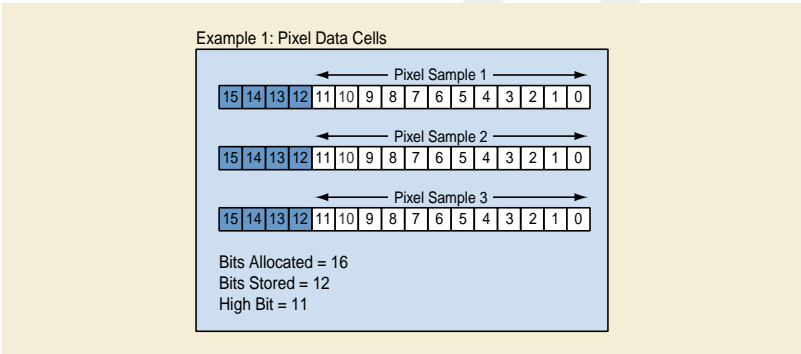 Example 1: Pixel Data Cells
Pixel Sample 1
15 14 13 12 11 10 9 8 7 6 5 4 3 2 1 0
Pixel Sample 2
15 14 13 12 11 10 9 8 7 6 5 4 3 2 1 0
Pixel Sample 3
15 14 13 12 11 10 9 8 7 6 5 4 3 2 1 0
Bits Allocated = 16
Bits Stored = 12
High Bit = 11